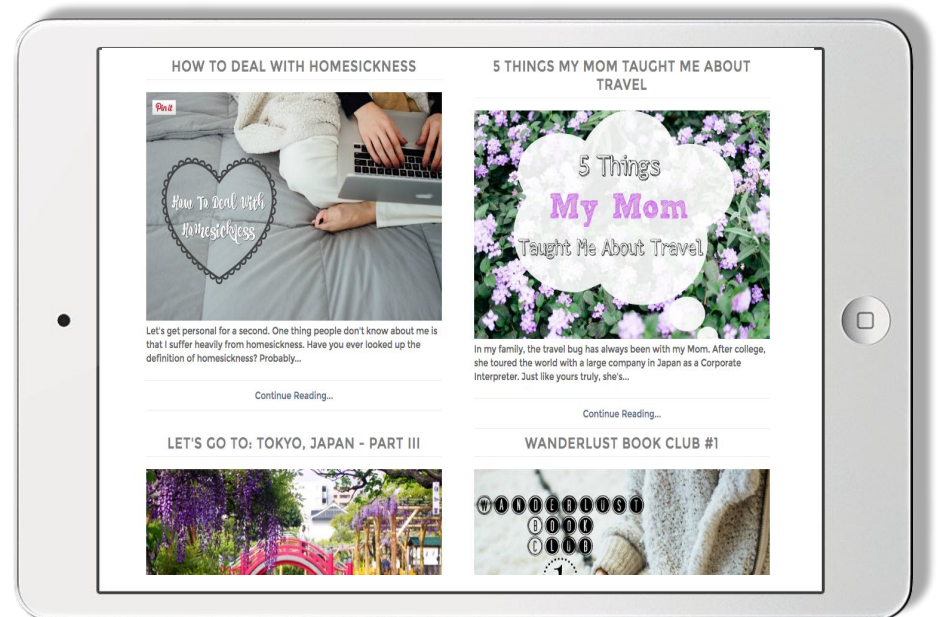 HOW TO DEAL WITH HOMESICKNESS
Pin it
How To Deal With
Homesickness
Let's get personal for a second. One thing people don't know about me is
that I suffer heavily from homesickness. Have you ever looked up the
definition of homesickness? Probably...
Continue Reading...
5 THINGS MY MOM TAUGHT ME ABOUT
TRAVEL
5 Things
My Mom
Taught Me About Travel
In my family, the travel bug has always been with my Mom. After college,
she toured the world with a large company in Japan as a Corporate
Interpreter. Just like yours truly, she's...
Continue Reading...
LET'S GO TO: TOKYO, JAPAN - PART III
WANDERLUST BOOK CLUB #1
WANDERLUST
BOOK
CLUB
1